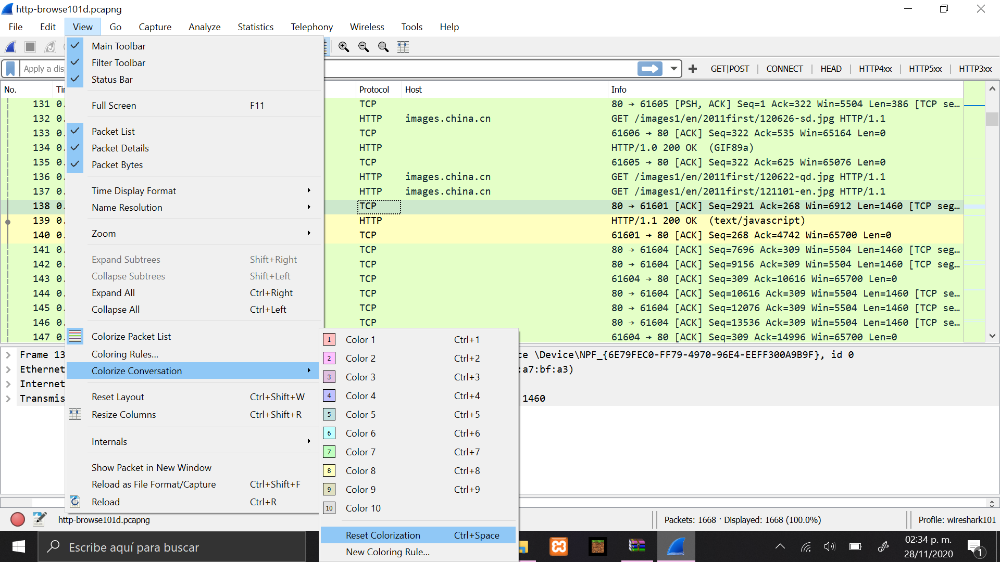 http-browse101d.pcapng
File Edit View Go Capture Analyze Statistics Telephony Wireless Tools Help
Apply a dis
GET|POST CONNECT HEAD HTTP4xx HTTP5xx HTTP3xx
No. Tii Protocol Host Info
131 0. TCP 80 → 61605 [PSH, ACK] Seq=1 Ack=322 Win=5504 Len=386 [TCP se…
132 0. HTTP images.china.cn GET /images1/en/2011first/120626-sd.jpg HTTP/1.1
133 0. TCP 61606 → 80 [ACK] Seq=322 Ack=535 Win=65164 Len=0
134 0. HTTP HTTP/1.0 200 OK (GIF89a)
135 0. TCP 61605 → 80 [ACK] Seq=322 Ack=625 Win=65076 Len=0
136 0. HTTP images.china.cn GET /images1/en/2011first/120622-qd.jpg HTTP/1.1
137 0. HTTP images.china.cn GET /images1/en/2011first/121101-en.jpg HTTP/1.1
138 0. TCP 80 → 61601 [ACK] Seq=2921 Ack=268 Win=6912 Len=1460 [TCP seg…
139 0. HTTP HTTP/1.1 200 OK (text/javascript)
140 0. TCP 61601 → 80 [ACK] Seq=268 Ack=4742 Win=65700 Len=0
141 0. TCP 80 → 61604 [ACK] Seq=7696 Ack=309 Win=5504 Len=1460 [TCP seg…
142 0. TCP 80 → 61604 [ACK] Seq=9156 Ack=309 Win=5504 Len=1460 [TCP seg…
143 0. TCP 61604 → 80 [ACK] Seq=309 Ack=10616 Win=65700 Len=0
144 0. TCP 80 → 61604 [ACK] Seq=10616 Ack=309 Win=5504 Len=1460 [TCP se…
145 0. TCP 80 → 61604 [ACK] Seq=12076 Ack=309 Win=5504 Len=1460 [TCP se…
146 0. TCP 80 → 61604 [ACK] Seq=13536 Ack=309 Win=5504 Len=1460 [TCP se…
147 0. 61604 → 80 [ACK] Seq=309 Ack=14996 Win=65700 Len=0
Main Toolbar
Filter Toolbar
Status Bar
Full Screen F11
Packet List
Packet Details
Packet Bytes
Time Display Format
Name Resolution
Zoom
Expand Subtrees Shift+Right
Collapse Subtrees Shift+Left
Expand All Ctrl+Right
Collapse All Ctrl+Left
Colorize Packet List
Coloring Rules...
Colorize Conversation
Reset Layout Ctrl+Shift+W
Resize Columns Ctrl+Shift+R
Internals
Show Packet in New Window
Reload as File Format/Capture Ctrl+Shift+F
Reload Ctrl+R
1 Color 1 Ctrl+1
2 Color 2 Ctrl+2
3 Color 3 Ctrl+3
4 Color 4 Ctrl+4
5 Color 5 Ctrl+5
6 Color 6 Ctrl+6
7 Color 7 Ctrl+7
8 Color 8 Ctrl+8
9 Color 9 Ctrl+9
10 Color 10
Reset Colorization Ctrl+Space
New Coloring Rule...
Frame 13 ce \Device\NPF_{6E79FEC0-FF79-4970-96E4-EEFF300A9B9F}, id 0
Ethernet :a7:bf:a3)
Internet
Transmis 1460
http-browse101d.pcapng
Packets: 1668 · Displayed: 1668 (100.0%)
Profile: wireshark101
Escribe aquí para buscar
02:34 p. m.
28/11/2020
1